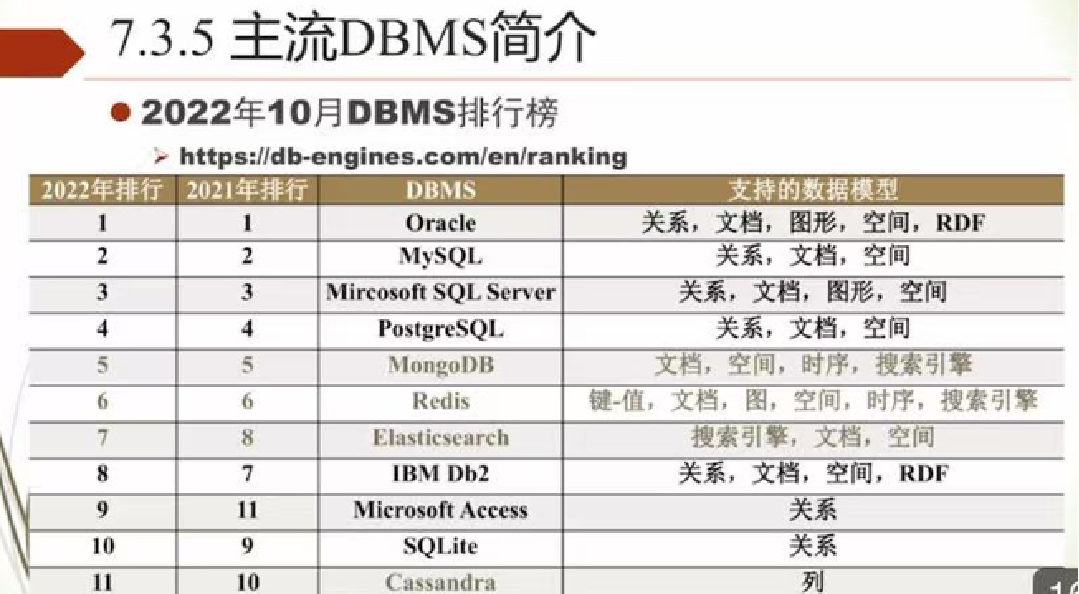 7.3.5 主流DBMS简介
2022年10月DBMS排行榜
https://db-engines.com/en/ranking
2022年排行 2021年排行 DBMS 支持的数据模型
1 1 Oracle 关系，文档，图形，空间，RDF
2 2 MySQL 关系，文档，空间
3 3 Mircosoft SQL Server 关系，文档，图形，空间
4 4 PostgreSQL 关系，文档，空间
5 5 MongoDB 文档，空间，时序，搜索引擎
6 6 Redis 键-值，文档，图，空间，时序，搜索引擎
7 8 Elasticsearch 搜索引擎，文档，空间
8 7 IBM Db2 关系，文档，空间，RDF
9 11 Microsoft Access 关系
10 9 SQLite 关系
11 10 Cassandra 列